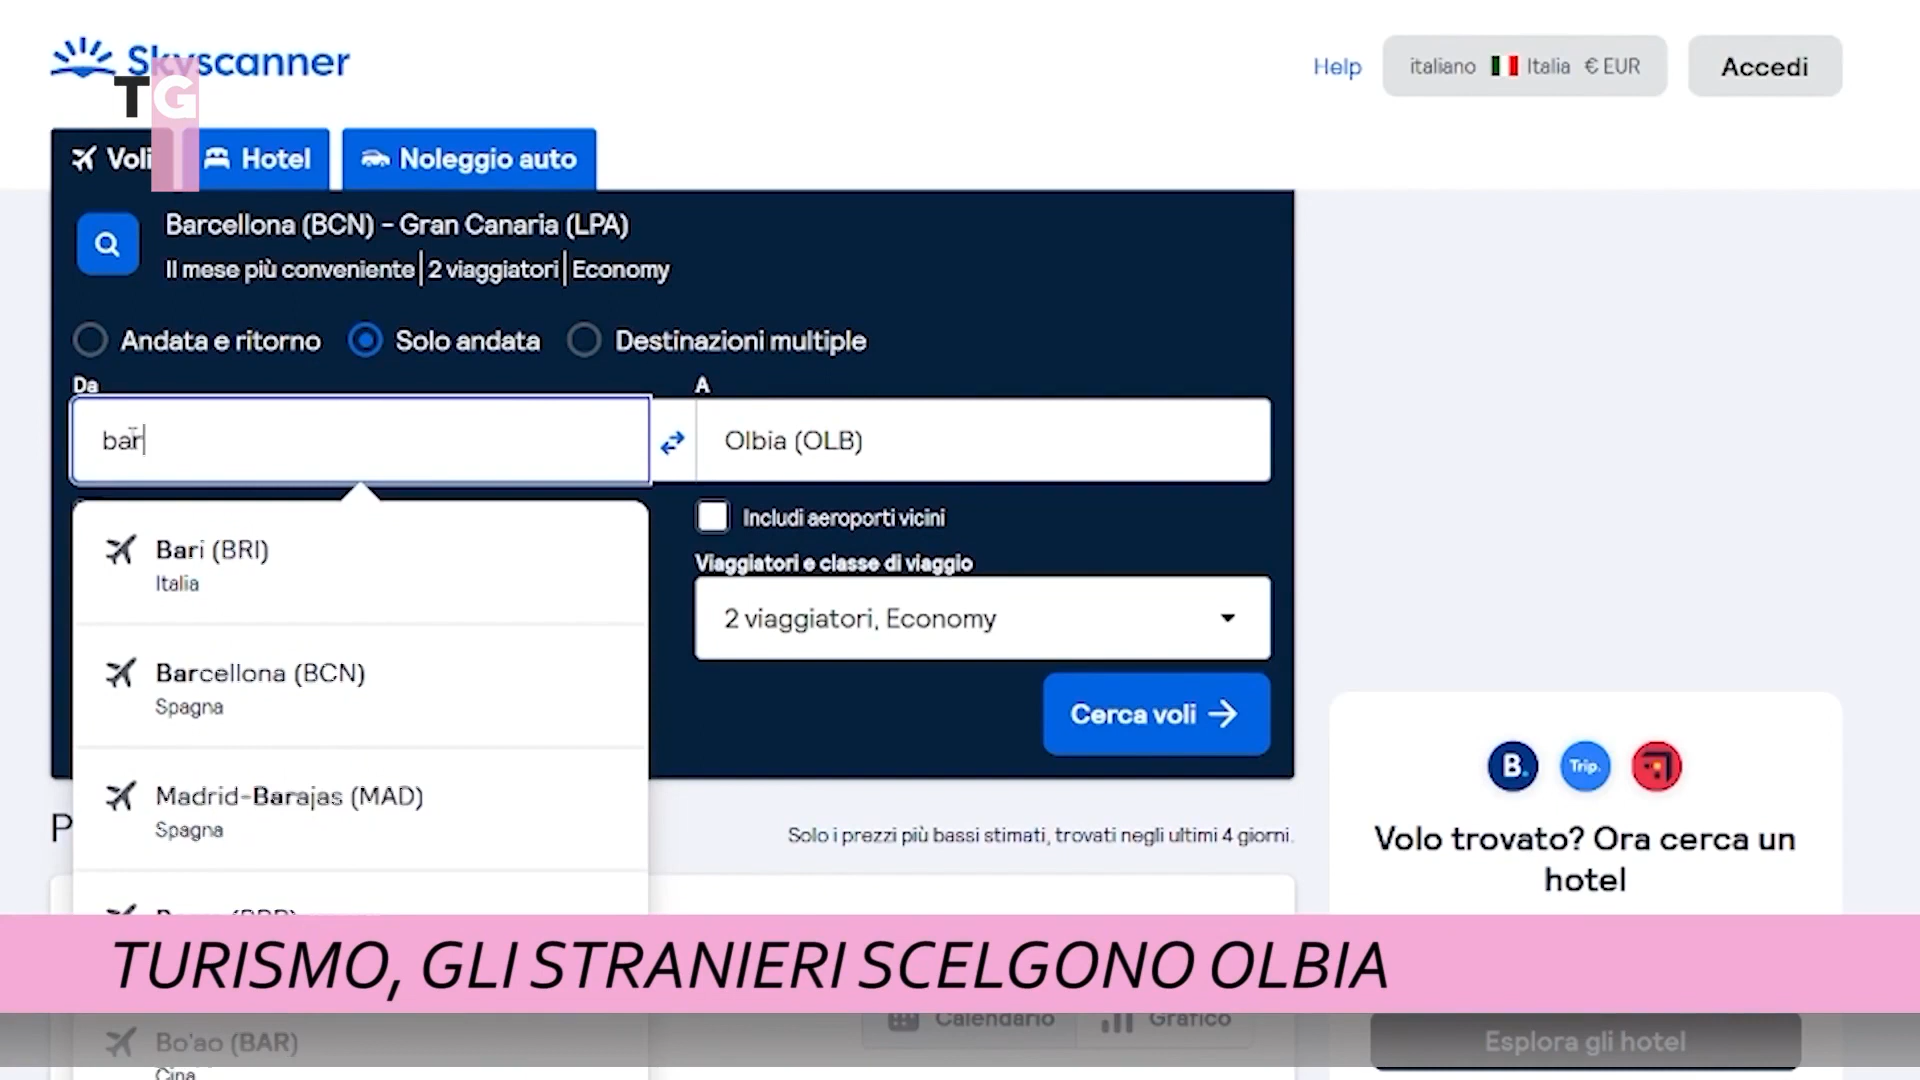 Skyscanner
TG
Help
italiano Italia € EUR
Accedi
Voli
Hotel
Noleggio auto
Barcellona (BCN) - Gran Canaria (LPA)
Il mese più conveniente | 2 viaggiatori | Economy
Andata e ritorno
Solo andata
Destinazioni multiple
Da
A
bar
Olbia (OLB)
Bari (BRI)
Italia
Barcellona (BCN)
Spagna
Madrid-Barajas (MAD)
Spagna
Includi aeroporti vicini
Viaggiatori e classe di viaggio
2 viaggiatori, Economy
Cerca voli
P
Solo i prezzi più bassi stimati, trovati negli ultimi 4 giorni.
B.
Trip.
Volo trovato? Ora cerca un
hotel
TURISMO, GLI STRANIERI SCELGONO OLBIA
Bo'ao (BAR)
Cina
Calendario
Grafico
Esplora gli hotel